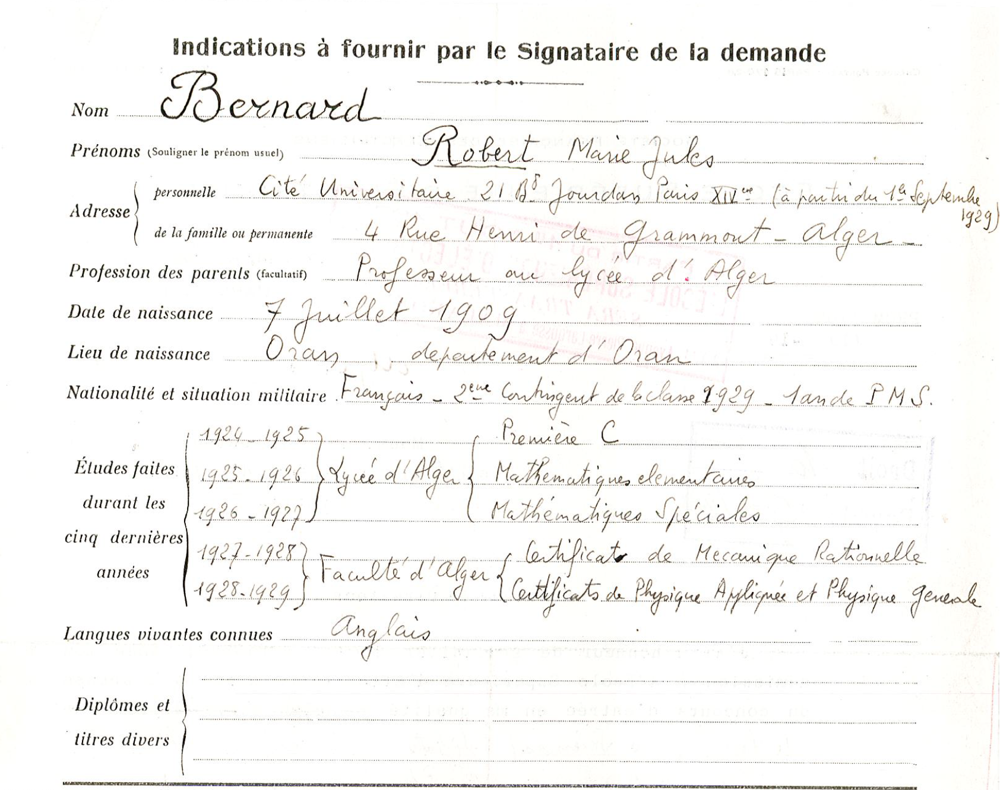 Indications à fournir par le Signataire de la demande
Nom Bernard
Prénoms (Souligner le prénom usuel) Robert Marie Jules
Adresse
personnelle Cité Universitaire 21 Bd Jourdan Paris XIVeme (à partir du 1er Septembre 1929)
de la famille ou permanente 4 Rue Henri de Grammont - Alger -
Profession des parents (facultatif) Professeur au lycée d'Alger
Date de naissance 7 Juillet 1909
Lieu de naissance Oran, departement d'Oran
Nationalité et situation militaire Français - 2eme Contingent de la classe 1929 - 1 an de P M S.
Études faites durant les cinq dernières années
1924-1925 Première C
1925-1926 Lycée d'Alger Mathematiques elementaires
1926-1927 Mathématiques Spéciales
1927-1928 Certificat de Mecanique Rationnelle
Faculté d'Alger
1928-1929 Certificats de Physique Appliquée et Physique Generale
Langues vivantes connues Anglais
Diplômes et
titres divers